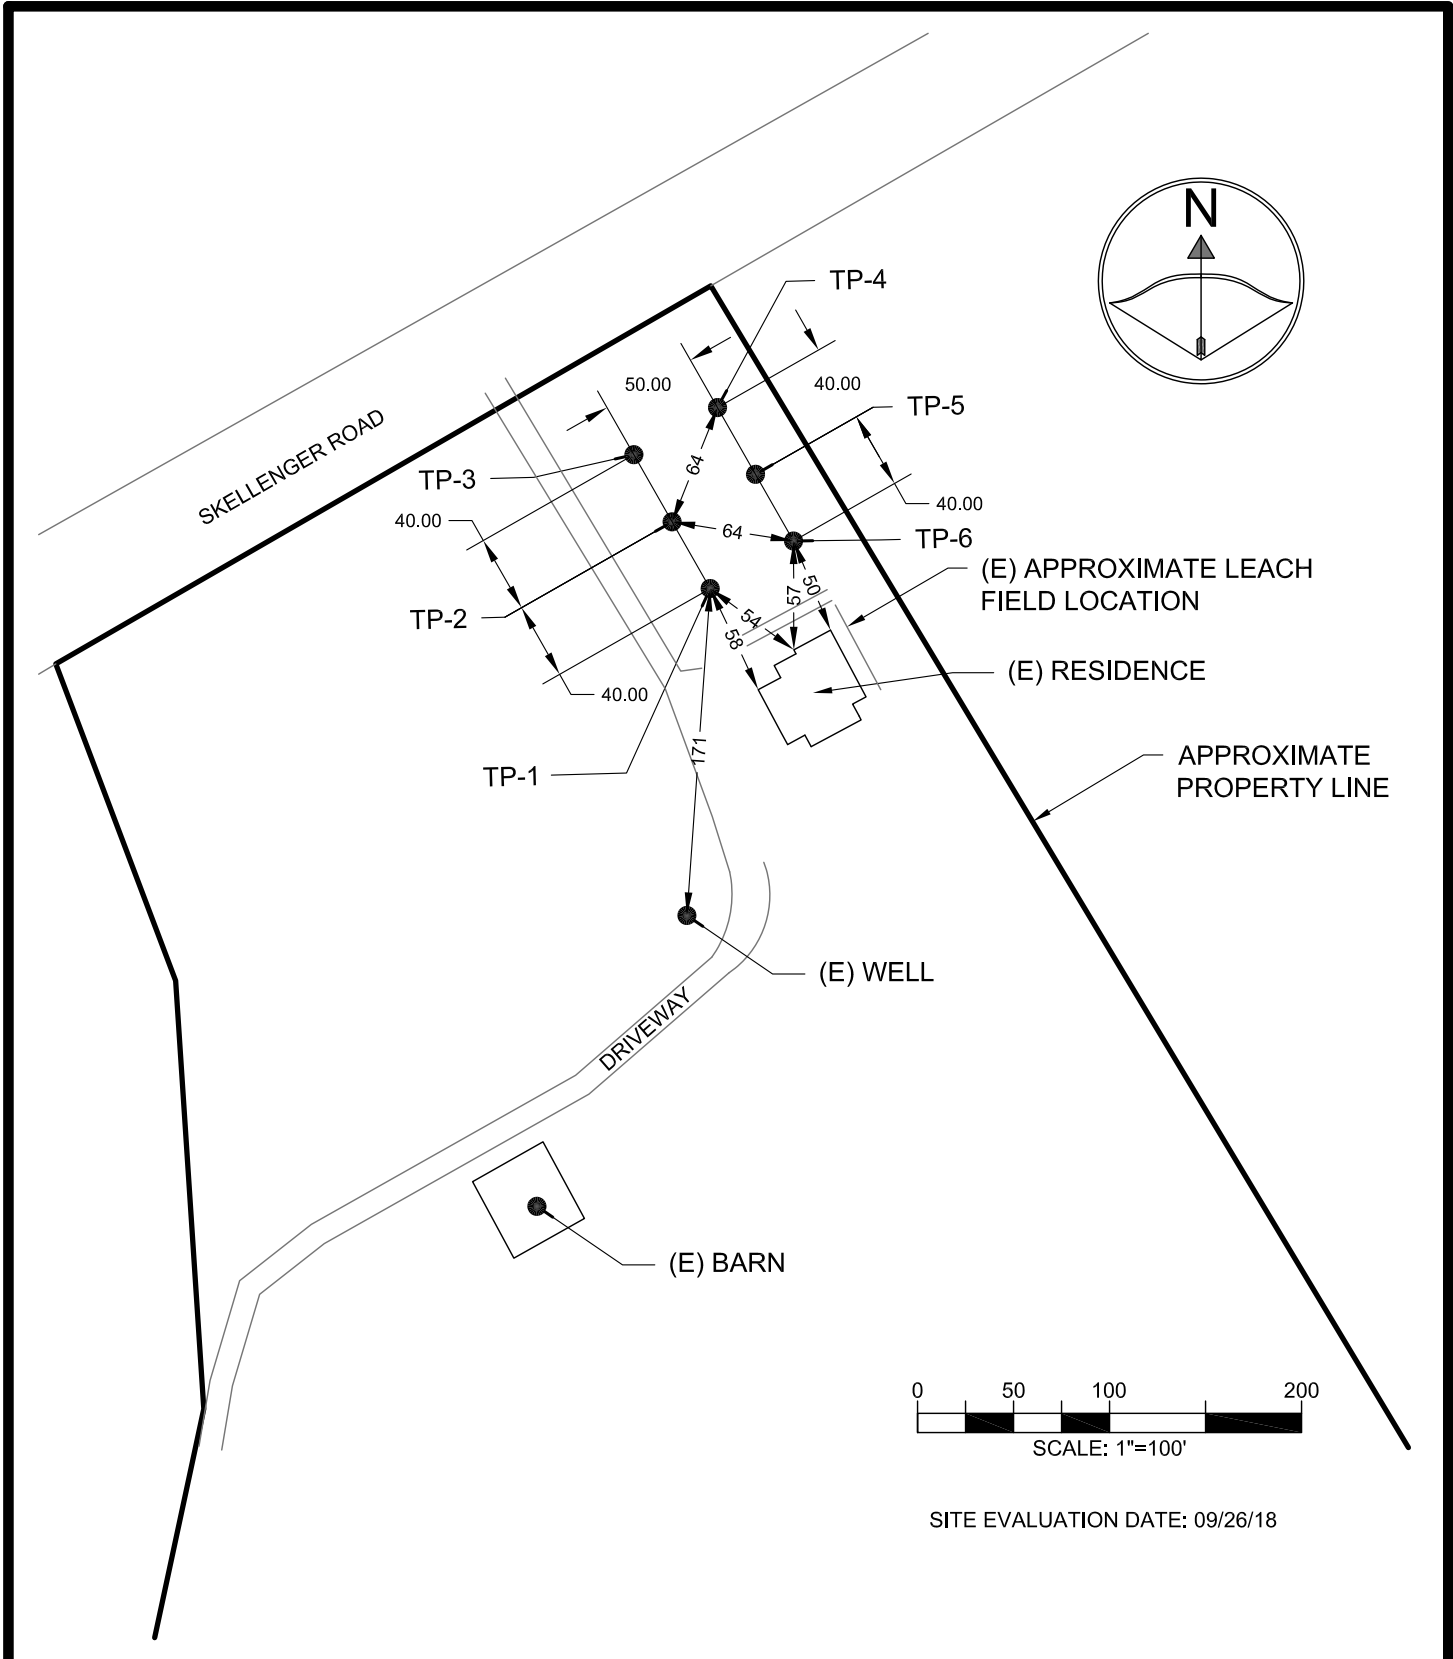 N
TP-4
50.00
40.00
TP-5
SKELLENGER ROAD
TP-3
64
40.00
40.00
64
TP-6
TP-2
(E) APPROXIMATE LEACH
FIELD LOCATION
57
50
54
58
(E) RESIDENCE
40.00
171
TP-1
APPROXIMATE
PROPERTY LINE
(E) WELL
DRIVEWAY
(E) BARN
0 50 100 200
SCALE: 1"=100'
SITE EVALUATION DATE: 09/26/18